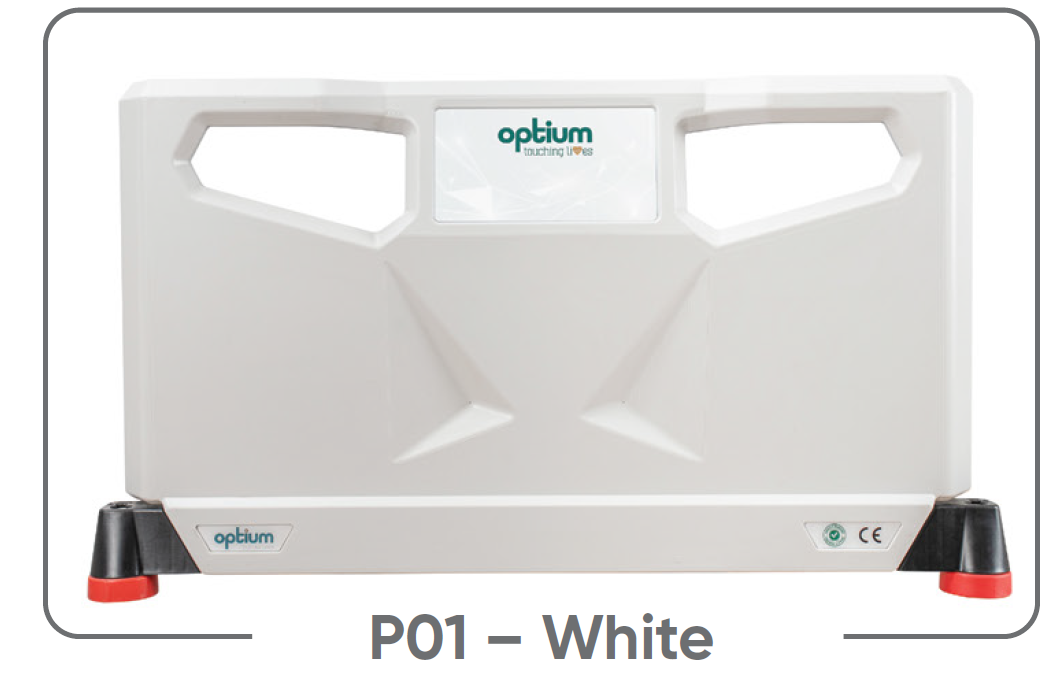 optium
touching lives
optium
CE
P01 – White